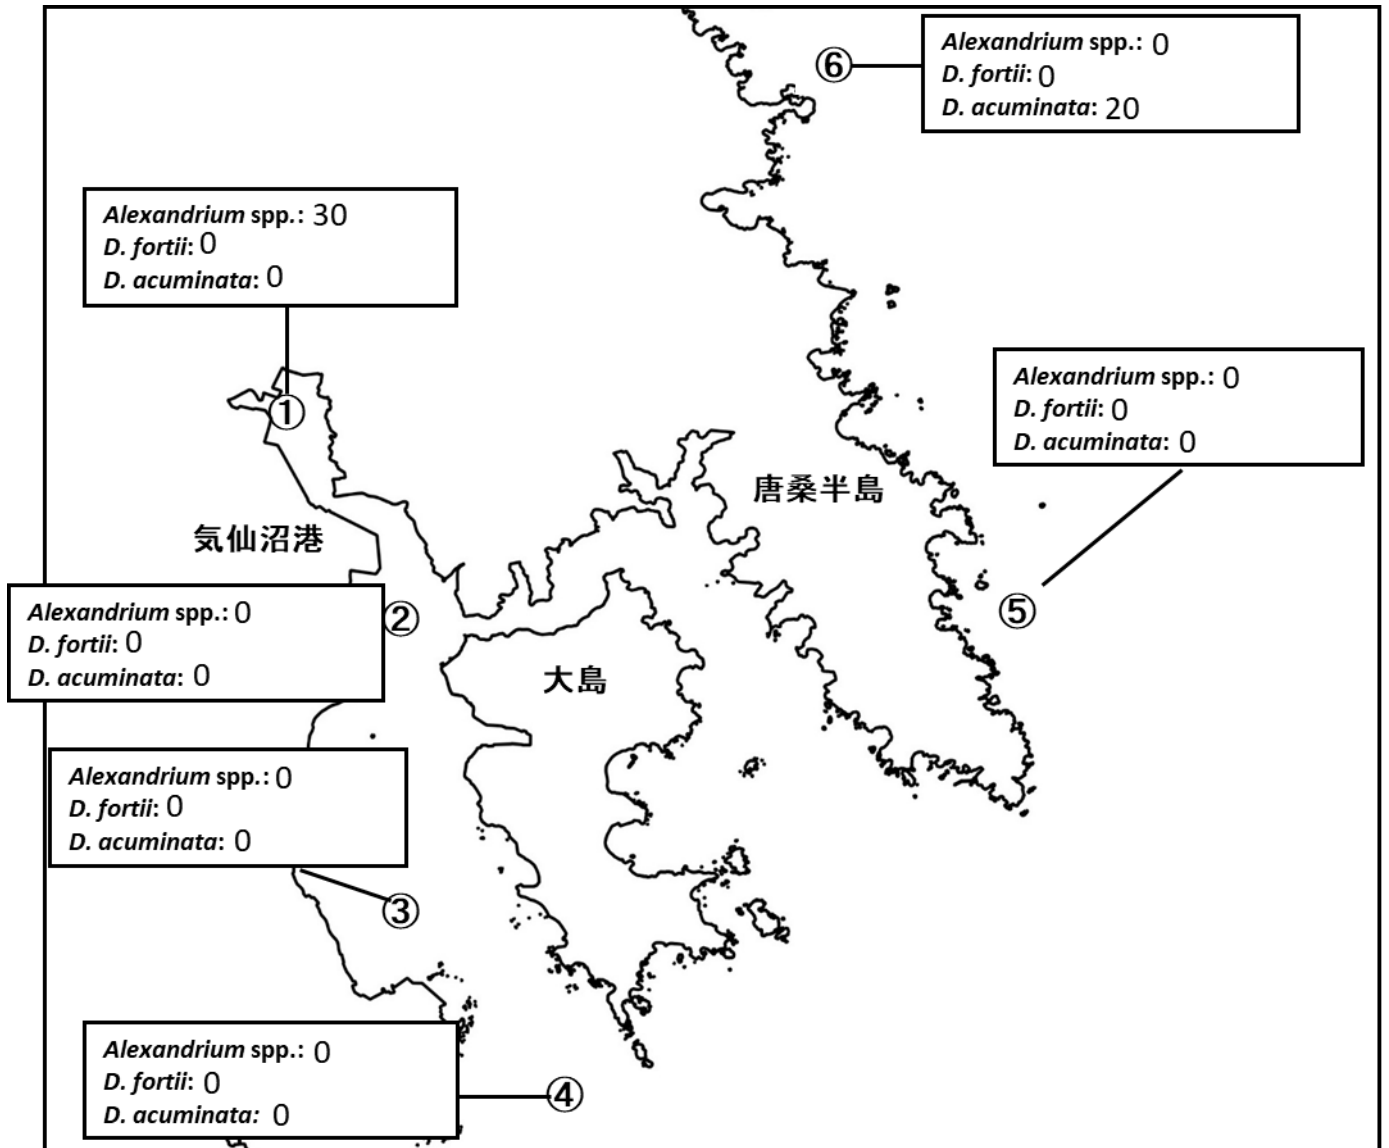 ⑥
Alexandrium spp.: 0
D. fortii: 0
D. acuminata: 20
Alexandrium spp.: 30
D. fortii: 0
D. acuminata: 0
①
Alexandrium spp.: 0
D. fortii: 0
D. acuminata: 0
唐桑半島
気仙沼港
⑤
Alexandrium spp.: 0
D. fortii: 0
D. acuminata: 0
②
大島
Alexandrium spp.: 0
D. fortii: 0
D. acuminata: 0
③
Alexandrium spp.: 0
D. fortii: 0
D. acuminata: 0
④